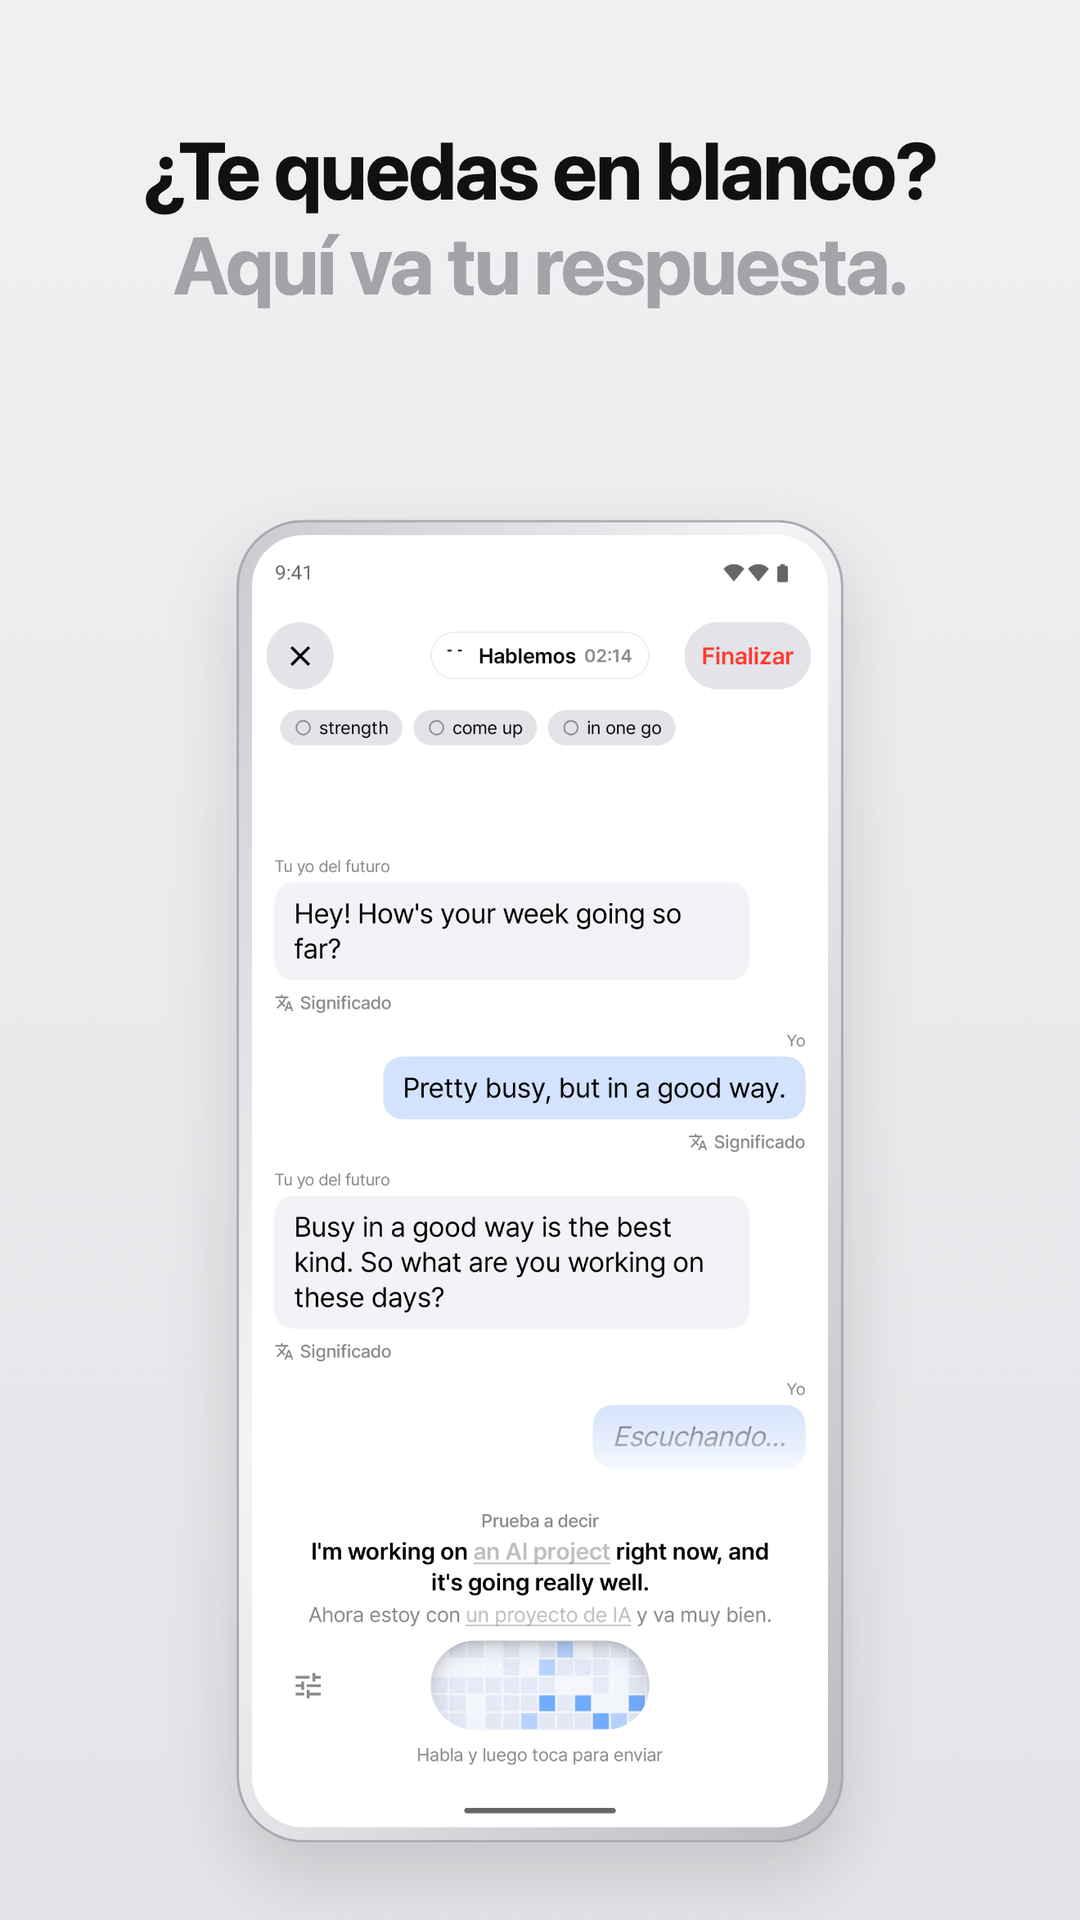 ¿Te quedas en blanco?
Aquí va tu respuesta.
9:41
Hablemos 02:14
Finalizar
strength
come up
in one go
Tu yo del futuro
Hey! How's your week going so
far?
Significado
Yo
Pretty busy, but in a good way.
Significado
Tu yo del futuro
Busy in a good way is the best
kind. So what are you working on
these days?
Significado
Yo
Escuchando...
Prueba a decir
I'm working on an AI project right now, and
it's going really well.
Ahora estoy con un proyecto de IA y va muy bien.
Habla y luego toca para enviar